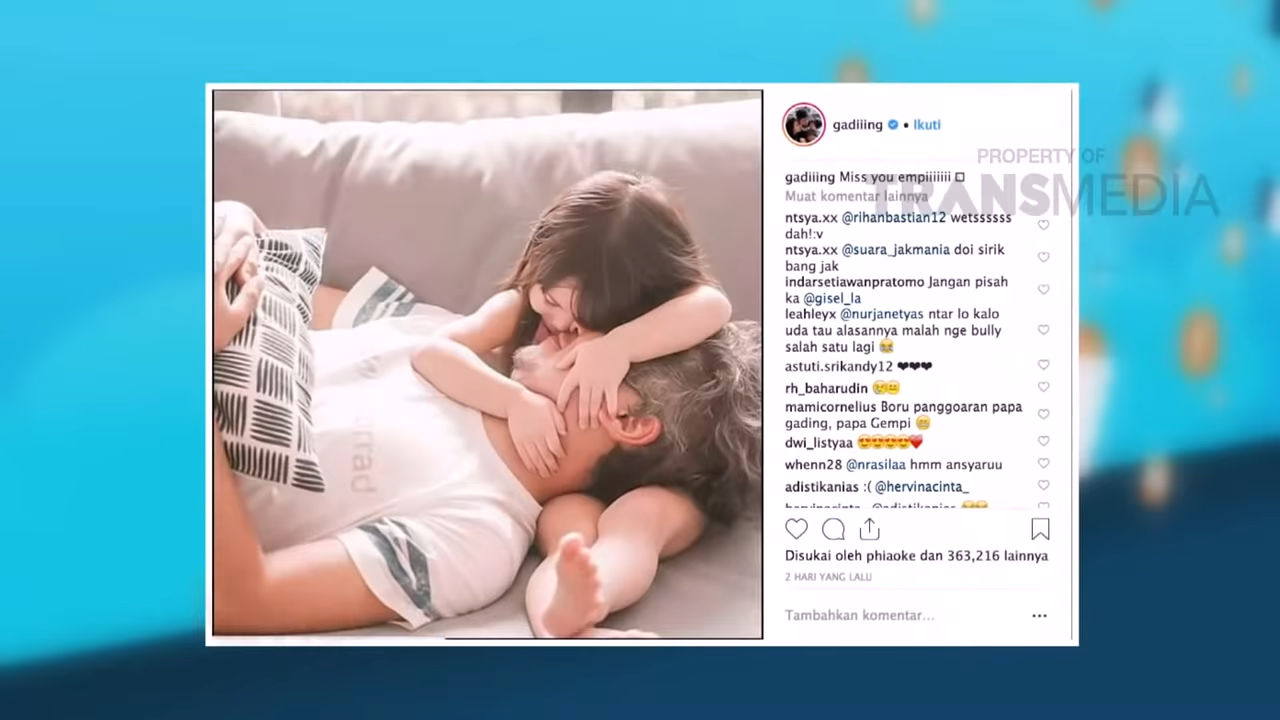 gadiiing • Ikuti
PROPERTY OF
TRANSMEDIA
gadiiing Miss you empiiiiiii
Muat komentar lainnya
ntsya.xx @rihanbastian12 wetssssss
dah!:v
ntsya.xx @suara_jakmania doi sirik
bang jak
indarsetiawanpratomo Jangan pisah
ka @gisel_la
leahleyx @nurjanetyas ntar lo kalo
uda tau alasannya malah nge bully
salah satu lagi 😂
astuti.srikandy12 ❤❤❤
rh_baharudin 😢😐
mamicornelius Boru panggoaran papa
gading, papa Gempi 😁
dwi_listyaa 😍😍😍😍❤
whenn28 @nrasilaa hmm ansyaruu
adistikanias :( @hervinacinta_
Disukai oleh phiaoke dan 363,216 lainnya
2 HARI YANG LALU
Tambahkan komentar...